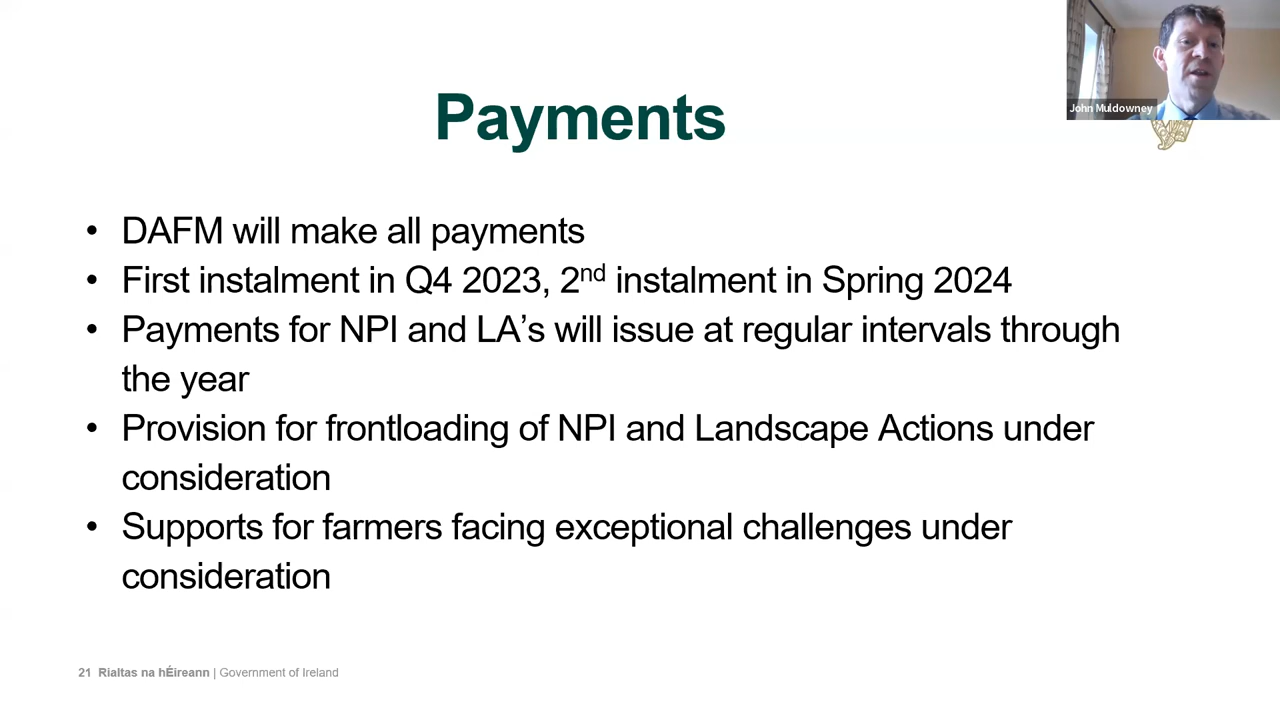 John Muldowney
Payments
• DAFM will make all payments
• First instalment in Q4 2023, 2nd instalment in Spring 2024
• Payments for NPI and LA’s will issue at regular intervals through
the year
• Provision for frontloading of NPI and Landscape Actions under
consideration
• Supports for farmers facing exceptional challenges under
consideration
21 Rialtas na hÉireann | Government of Ireland